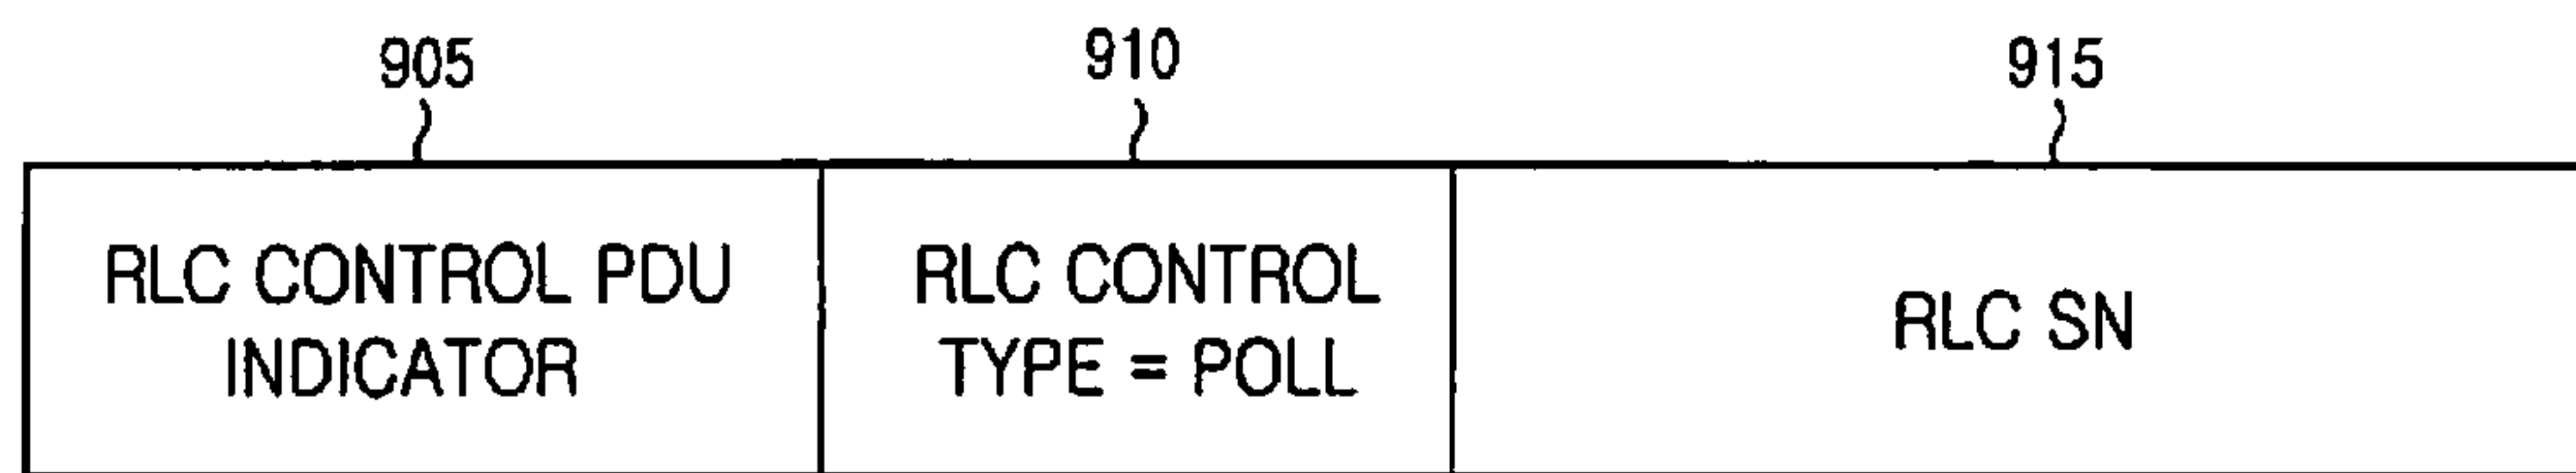 905
910
915
RLC CONTROL PDU
INDICATOR
RLC CONTROL
TYPE = POLL
RLC SN